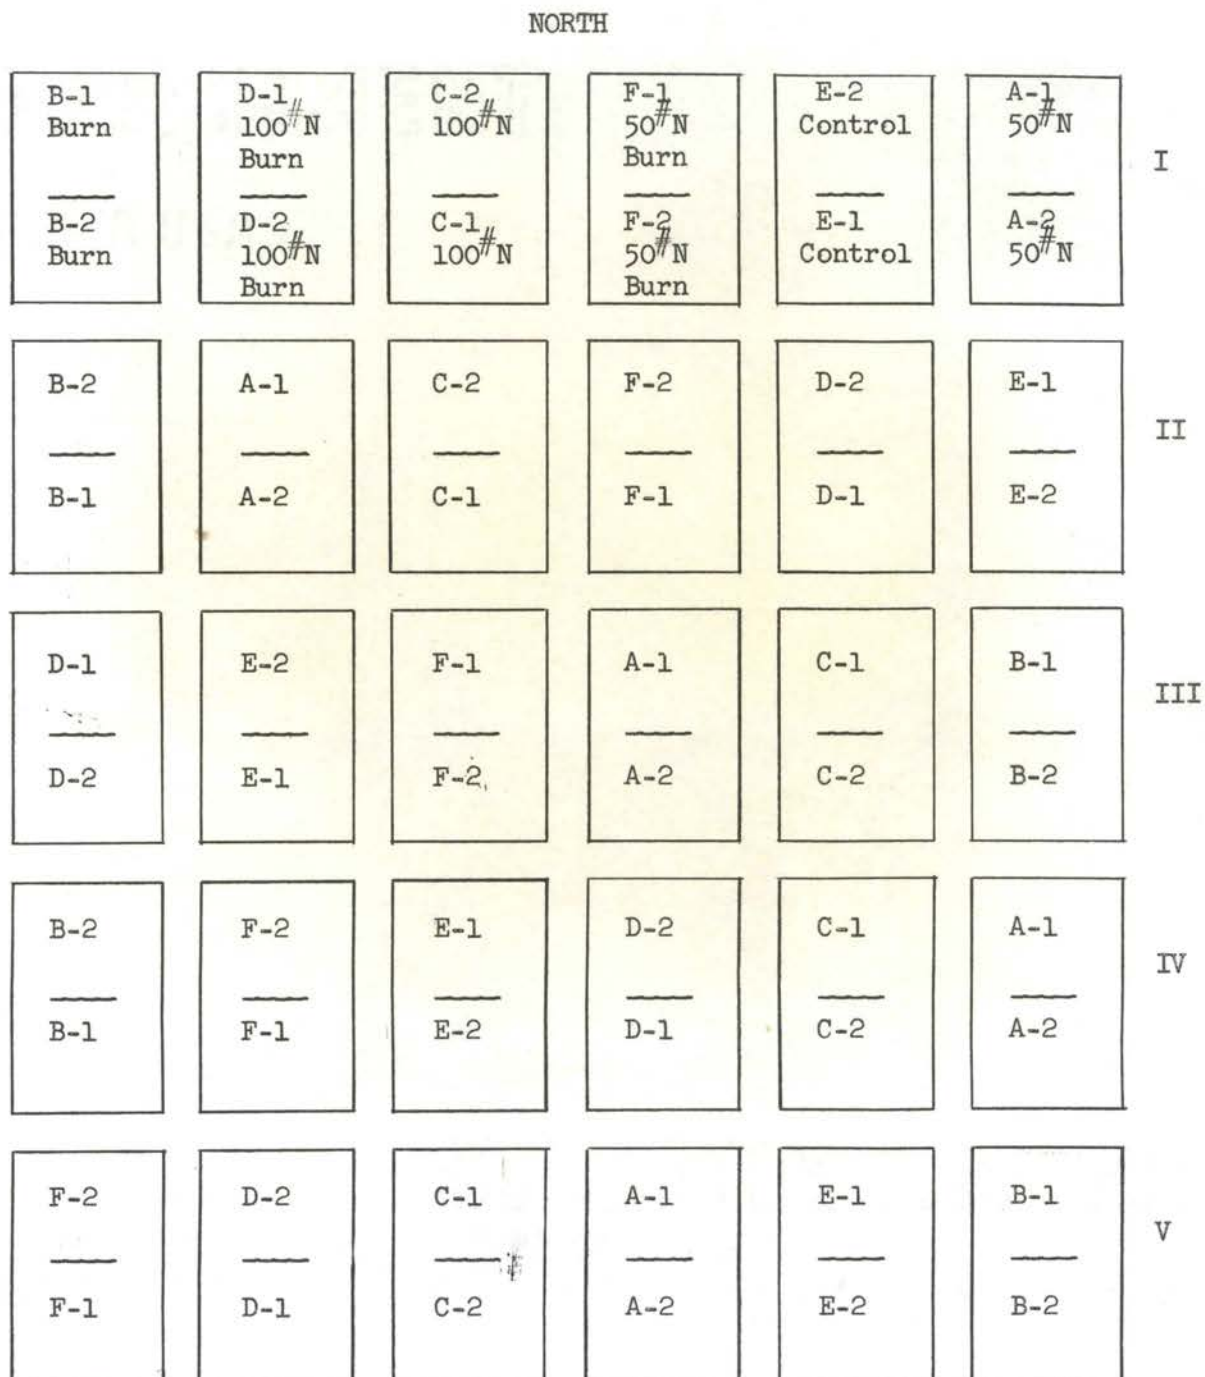 NORTH
B-1 D-1 C-2 F-1 E-2 A-1
Burn 100#N 100#N 50#N Control 50#N
Burn Burn
I
B-2 D-2 C-1 F-2 E-1 A-2
Burn 100#N 100#N 50#N Control 50#N
Burn Burn
B-2 A-1 C-2 F-2 D-2 E-1
II
B-1 A-2 C-1 F-1 D-1 E-2
D-1 E-2 F-1 A-1 C-1 B-1
III
D-2 E-1 F-2 A-2 C-2 B-2
B-2 F-2 E-1 D-2 C-1 A-1
IV
B-1 F-1 E-2 D-1 C-2 A-2
F-2 D-2 C-1 A-1 E-1 B-1
V
F-1 D-1 C-2 A-2 E-2 B-2